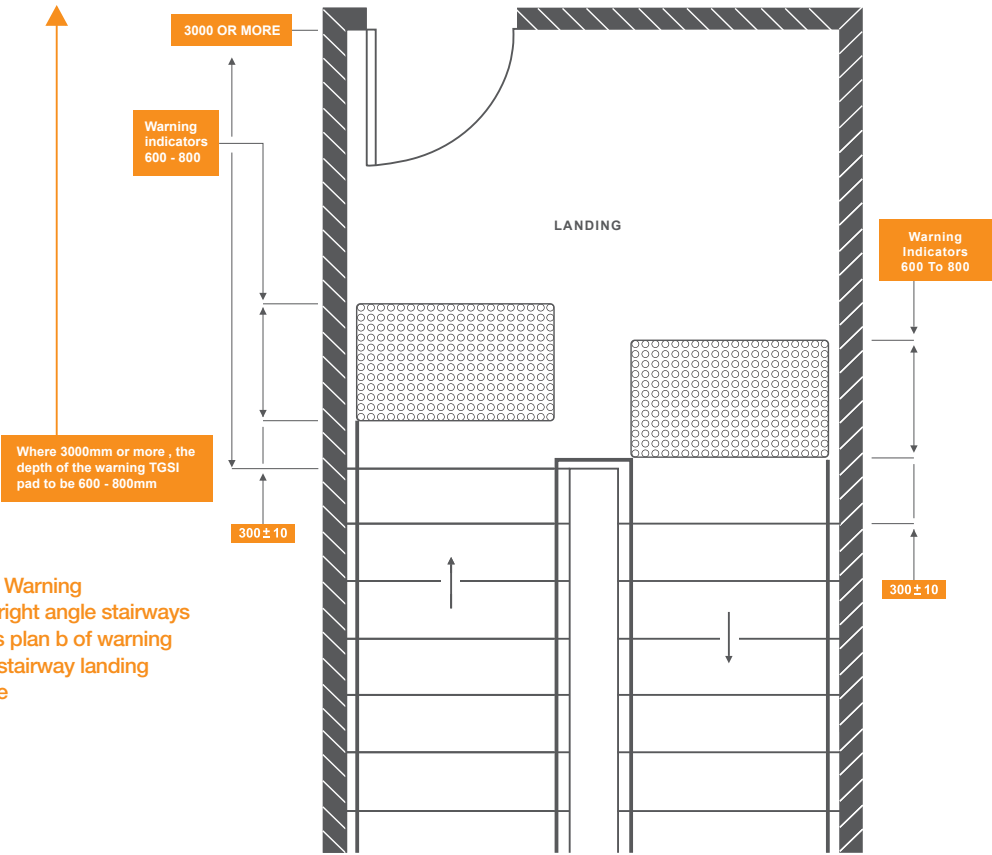 3000 OR MORE
Warning
indicators
600 - 800
LANDING
Warning
Indicators
600 To 800
Where 3000mm or more , the
depth of the warning TGSI
pad to be 600 - 800mm
300 ± 10
300 ± 10
Warning
right angle stairways
plan b of warning
stairway landing